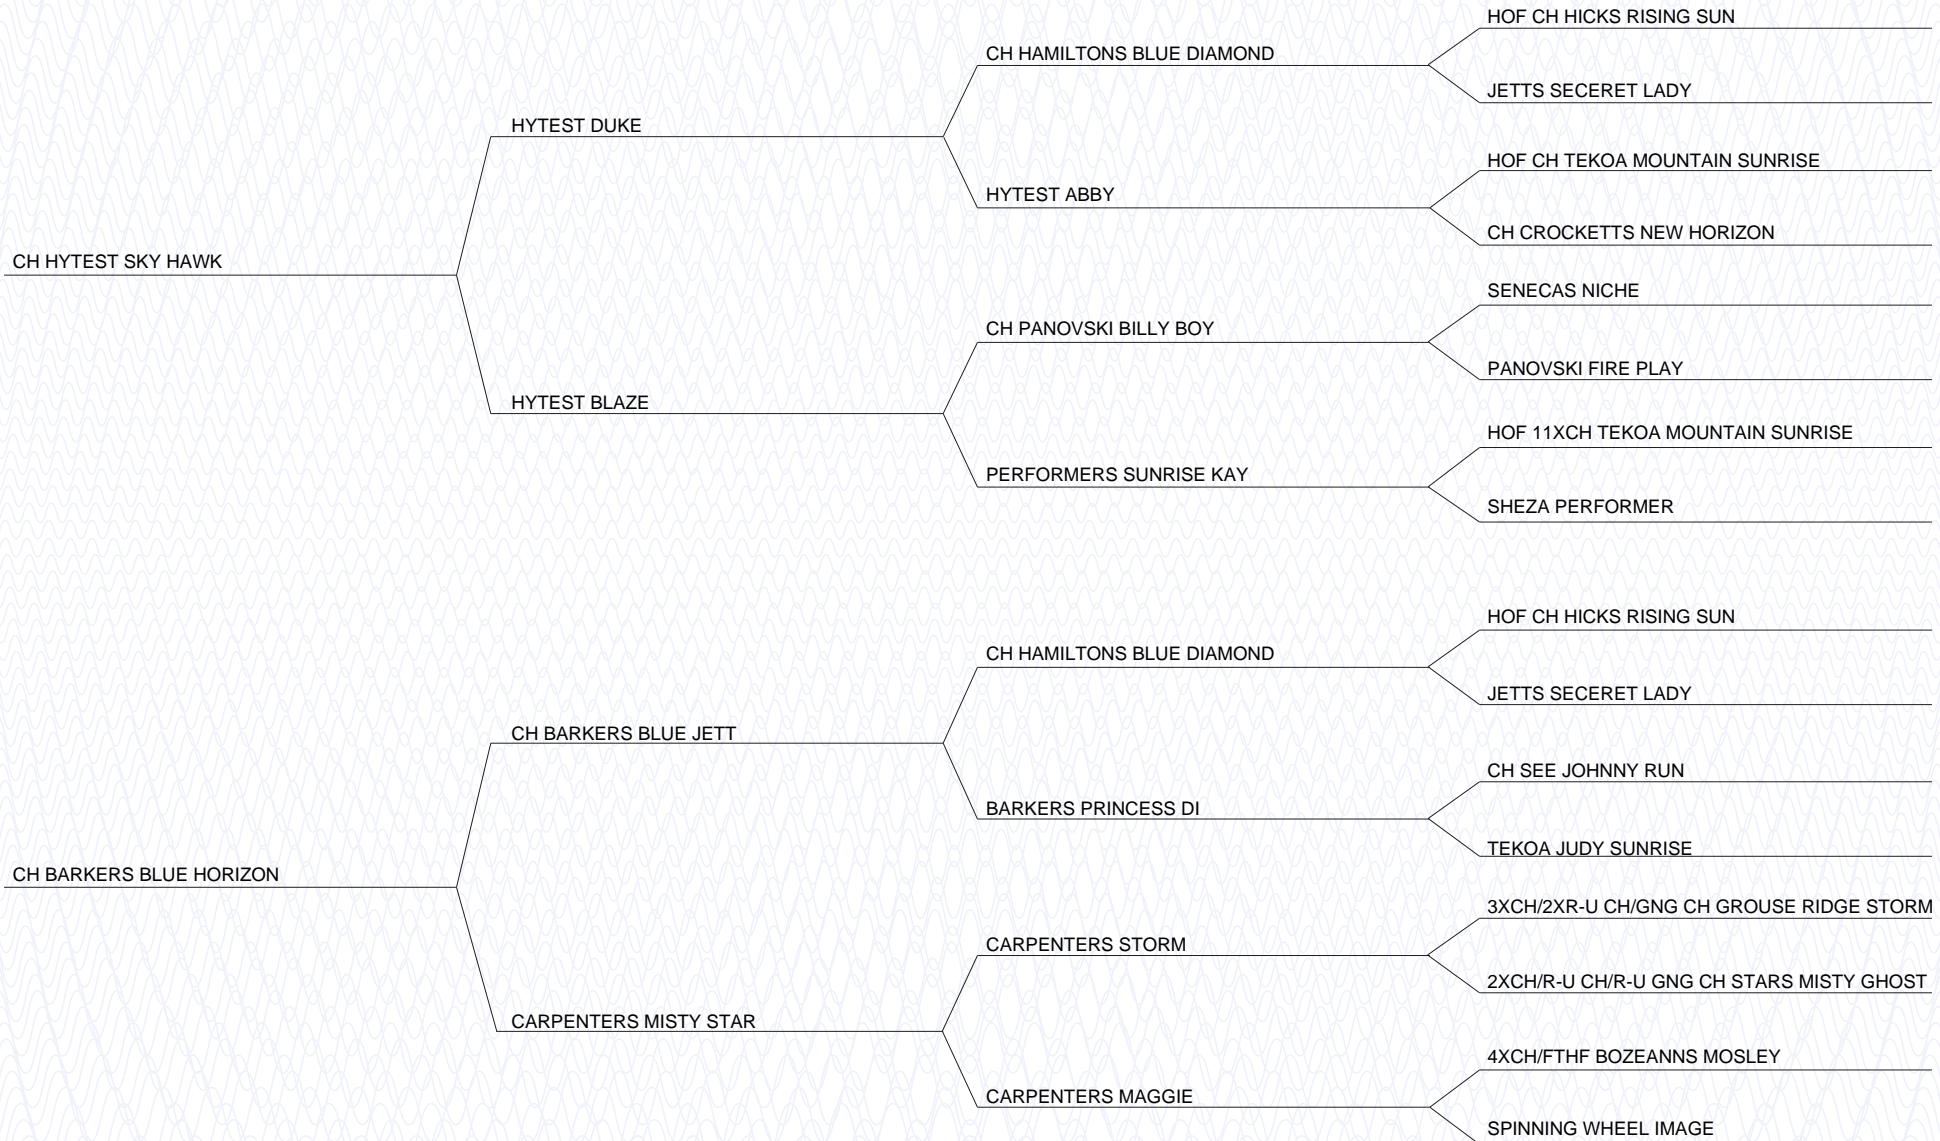 HOF CH HICKS RISING SUN
CH HAMILTONS BLUE DIAMOND
JETTS SECERET LADY
HYTEST DUKE
HOF CH TEKOA MOUNTAIN SUNRISE
HYTEST ABBY
CH CROCKETTS NEW HORIZON
CH HYTEST SKY HAWK
SENECAS NICHE
CH PANOVSKI BILLY BOY
PANOVSKI FIRE PLAY
HYTEST BLAZE
HOF 11XCH TEKOA MOUNTAIN SUNRISE
PERFORMERS SUNRISE KAY
SHEZA PERFORMER
HOF CH HICKS RISING SUN
CH HAMILTONS BLUE DIAMOND
JETTS SECERET LADY
CH BARKERS BLUE JETT
CH SEE JOHNNY RUN
BARKERS PRINCESS DI
TEKOA JUDY SUNRISE
CH BARKERS BLUE HORIZON
3XCH/2XR-U CH/GNG CH GROUSE RIDGE STORM
CARPENTERS STORM
2XCH/R-U CH/R-U GNG CH STARS MISTY GHOST
CARPENTERS MISTY STAR
4XCH/FTHF BOZEANNS MOSLEY
CARPENTERS MAGGIE
SPINNING WHEEL IMAGE